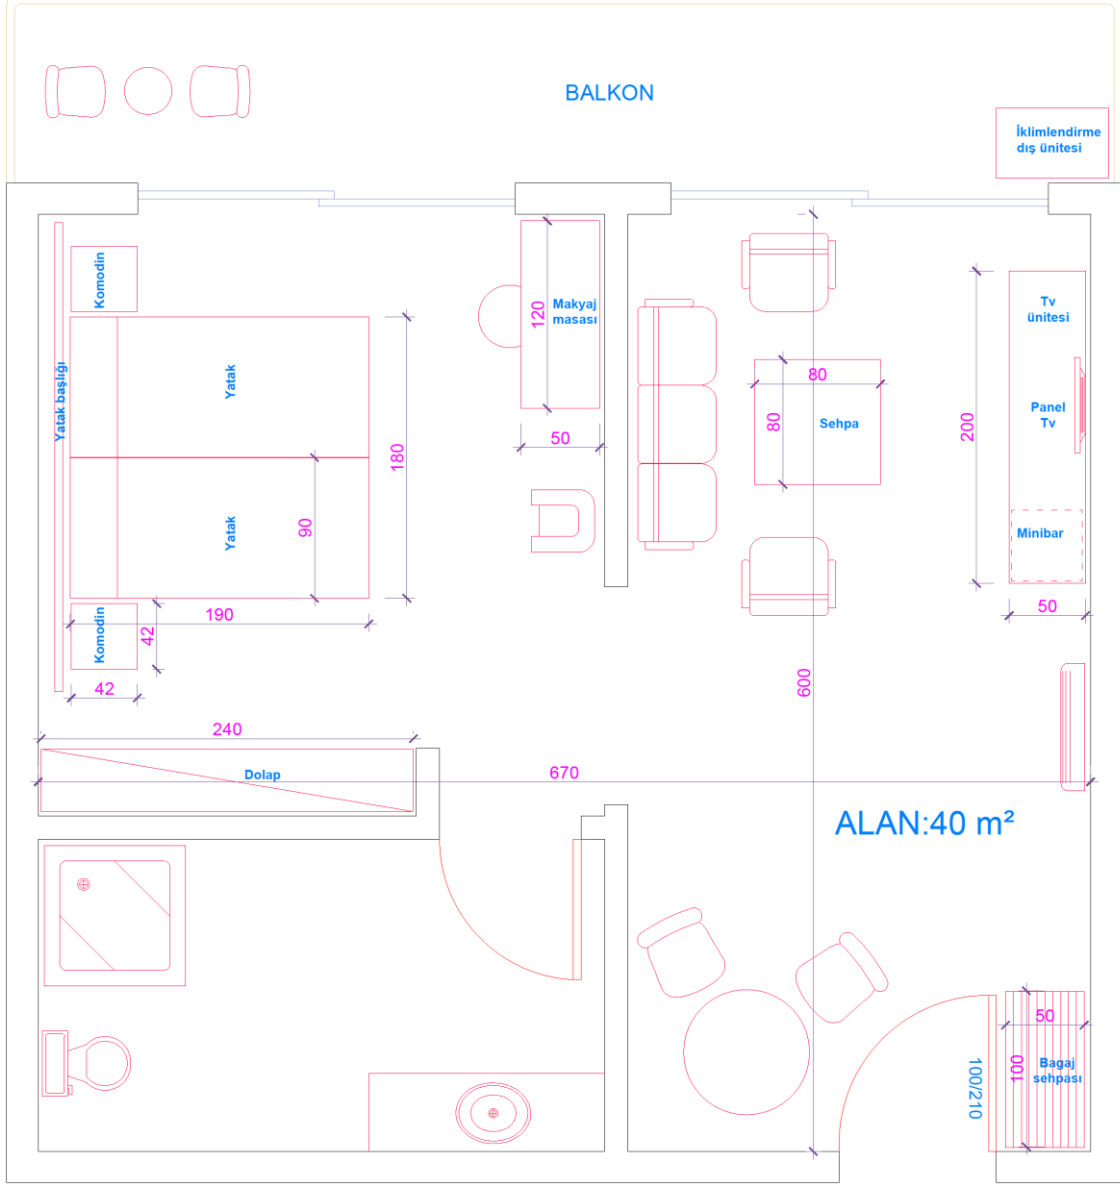 BALKON
İklimlendirme
dış ünitesi
Komodin
Yatak başlığı
Yatak
180
Yatak
90
190
Komodin
42
42
120
Makyaj
masası
50
80
80
Sehpa
200
Tv
ünitesi
Panel
Tv
Minibar
50
600
240
Dolap
670
ALAN:40 m²
50
100
Bagaj
sehpası
100/210